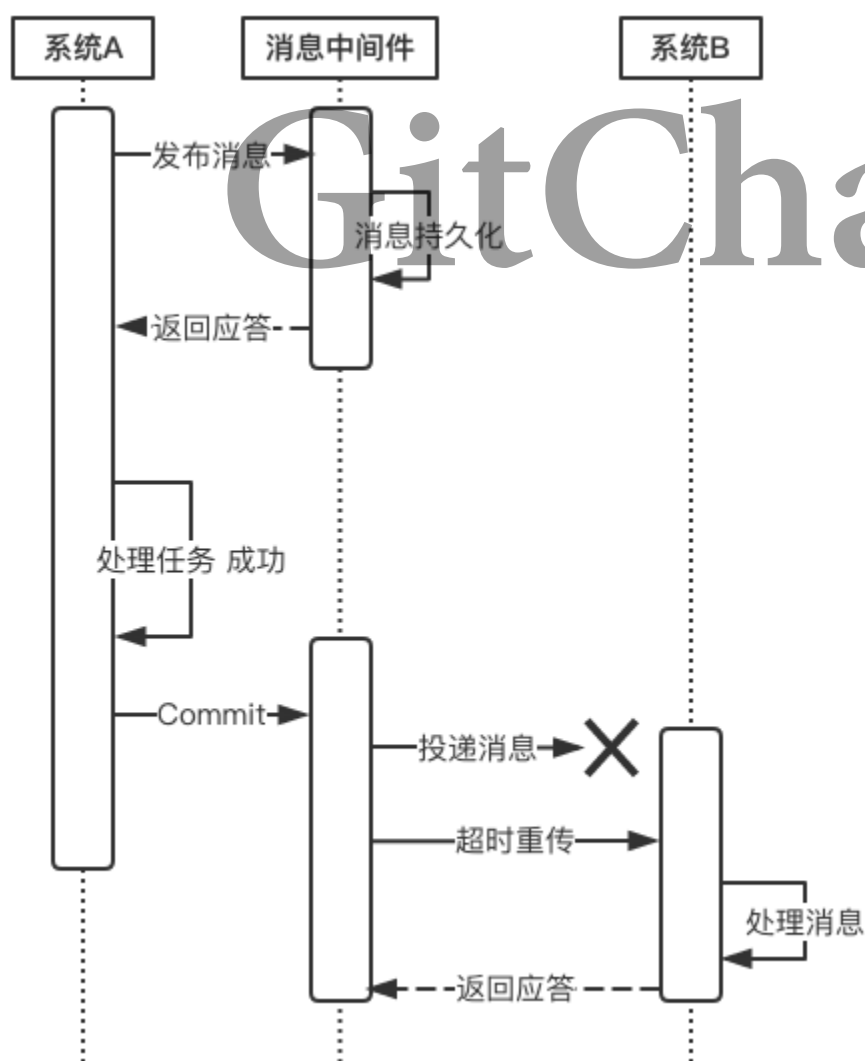 系统A
消息中间件
系统B
GitCha
发布消息
消息持久化
返回应答
处理任务 成功
Commit
投递消息
超时重传
处理消息
返回应答